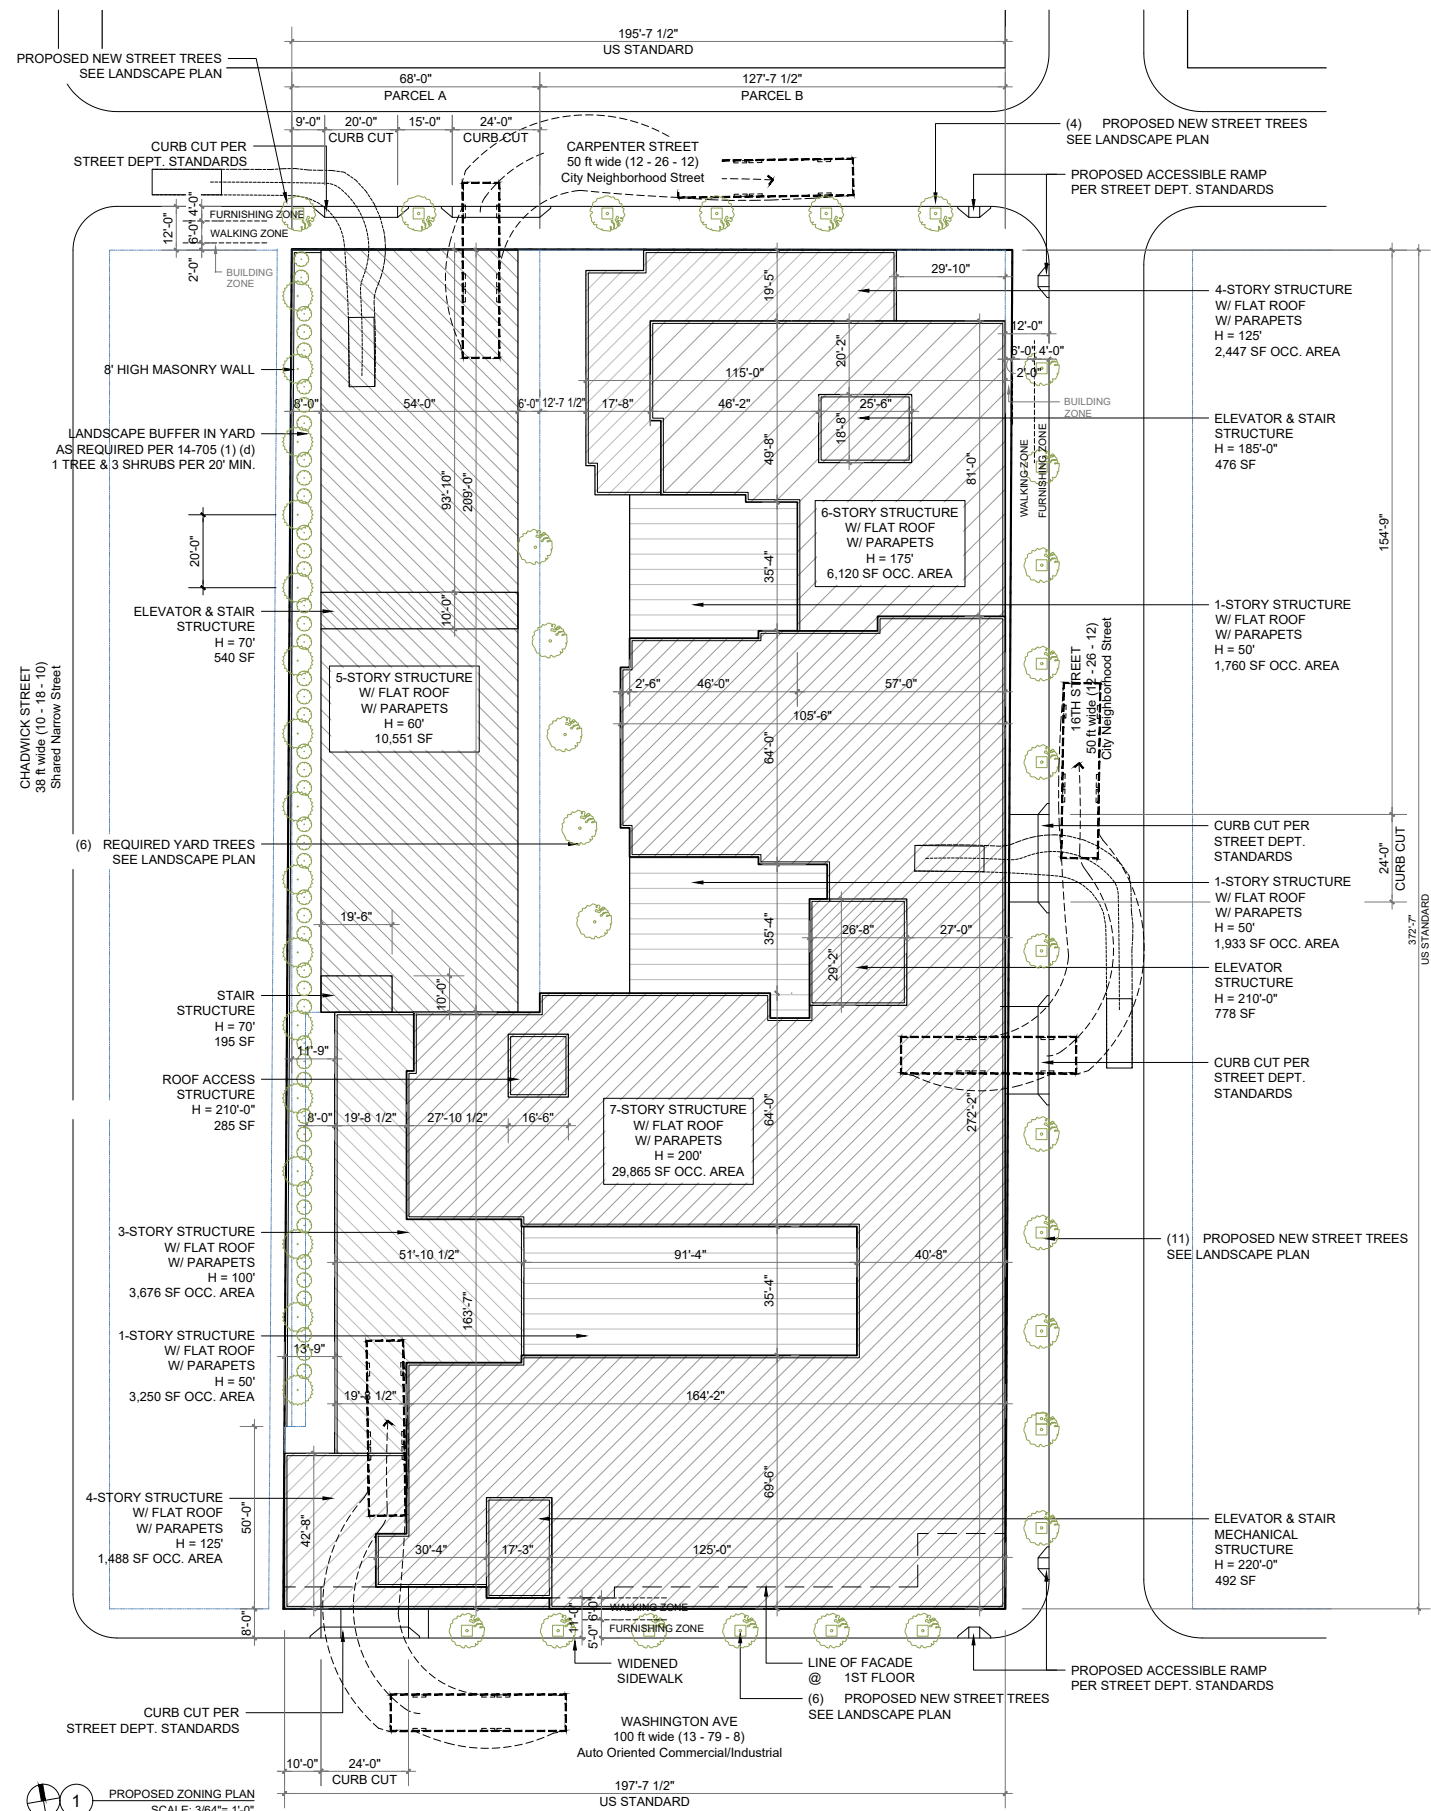 195'-7 1/2"
US STANDARD
PROPOSED NEW STREET TREES
SEE LANDSCAPE PLAN
68'-0"
PARCEL A
127'-7 1/2"
PARCEL B
9'-0"
20'-0"
CURB CUT
15'-0"
24'-0"
CURB CUT
CURB CUT PER
STREET DEPT. STANDARDS
CARPENTER STREET
50 ft wide (12 - 26 - 12)
City Neighborhood Street
(4) PROPOSED NEW STREET TREES
SEE LANDSCAPE PLAN
PROPOSED ACCESSIBLE RAMP
PER STREET DEPT. STANDARDS
12'-0"
4'-0"
6'-0"
2'-0"
FURNISHING ZONE
WALKING ZONE
BUILDING
ZONE
29'-10"
19'-5"
4-STORY STRUCTURE
W/ FLAT ROOF
W/ PARAPETS
H = 125'
2,447 SF OCC. AREA
12'-0"
6'-0"
4'-0"
2'-0"
20'-2"
8' HIGH MASONRY WALL
115'-0"
8'-0"
54'-0"
6'-0"
12'-7 1/2"
17'-8"
46'-2"
25'-6"
18'-8"
BUILDING
ZONE
ELEVATOR & STAIR
STRUCTURE
H = 185'-0"
476 SF
LANDSCAPE BUFFER IN YARD
AS REQUIRED PER 14-705 (1) (d)
1 TREE & 3 SHRUBS PER 20' MIN.
49'-8"
81'-0"
WALKING ZONE
FURNISHING ZONE
93'-10"
209'-0"
20'-0"
6-STORY STRUCTURE
W/ FLAT ROOF
W/ PARAPETS
H = 175'
6,120 SF OCC. AREA
35'-4"
154'-9"
10'-0"
ELEVATOR & STAIR
STRUCTURE
H = 70'
540 SF
1-STORY STRUCTURE
W/ FLAT ROOF
W/ PARAPETS
H = 50'
1,760 SF OCC. AREA
CHADWICK STREET
38 ft wide (10 - 18 - 10)
Shared Narrow Street
5-STORY STRUCTURE
W/ FLAT ROOF
W/ PARAPETS
H = 60'
10,551 SF
2'-6"
46'-0"
57'-0"
105'-6"
64'-0"
16TH STREET
50 ft wide (12 - 26 - 12)
City Neighborhood Street
(6) REQUIRED YARD TREES
SEE LANDSCAPE PLAN
CURB CUT PER
STREET DEPT.
STANDARDS
24'-0"
CURB CUT
1-STORY STRUCTURE
W/ FLAT ROOF
W/ PARAPETS
H = 50'
1,933 SF OCC. AREA
372'-7"
US STANDARD
19'-6"
35'-4"
26'-8"
27'-0"
29'-2"
ELEVATOR
STRUCTURE
H = 210'-0"
778 SF
STAIR
STRUCTURE
H = 70'
195 SF
10'-0"
11'-9"
CURB CUT PER
STREET DEPT.
STANDARDS
ROOF ACCESS
STRUCTURE
H = 210'-0"
285 SF
8'-0"
19'-8 1/2"
27'-10 1/2"
16'-6"
7-STORY STRUCTURE
W/ FLAT ROOF
W/ PARAPETS
H = 200'
29,865 SF OCC. AREA
64'-0"
272'-2"
3-STORY STRUCTURE
W/ FLAT ROOF
W/ PARAPETS
H = 100'
3,676 SF OCC. AREA
51'-10 1/2"
91'-4"
40'-8"
35'-4"
163'-7"
(11) PROPOSED NEW STREET TREES
SEE LANDSCAPE PLAN
1-STORY STRUCTURE
W/ FLAT ROOF
W/ PARAPETS
H = 50'
3,250 SF OCC. AREA
13'-9"
19'-8 1/2"
164'-2"
69'-6"
4-STORY STRUCTURE
W/ FLAT ROOF
W/ PARAPETS
H = 125'
1,488 SF OCC. AREA
50'-0"
42'-8"
30'-4"
17'-3"
125'-0"
ELEVATOR & STAIR
MECHANICAL
STRUCTURE
H = 220'-0"
492 SF
8'-0"
11'-0"
6'-0"
5'-0"
WALKING ZONE
FURNISHING ZONE
WIDENED
SIDEWALK
LINE OF FACADE
@ 1ST FLOOR
(6) PROPOSED NEW STREET TREES
SEE LANDSCAPE PLAN
PROPOSED ACCESSIBLE RAMP
PER STREET DEPT. STANDARDS
CURB CUT PER
STREET DEPT. STANDARDS
WASHINGTON AVE
100 ft wide (13 - 79 - 8)
Auto Oriented Commercial/Industrial
10'-0"
24'-0"
CURB CUT
197'-7 1/2"
US STANDARD
1
PROPOSED ZONING PLAN
SCALE: 3/64"= 1'-0"